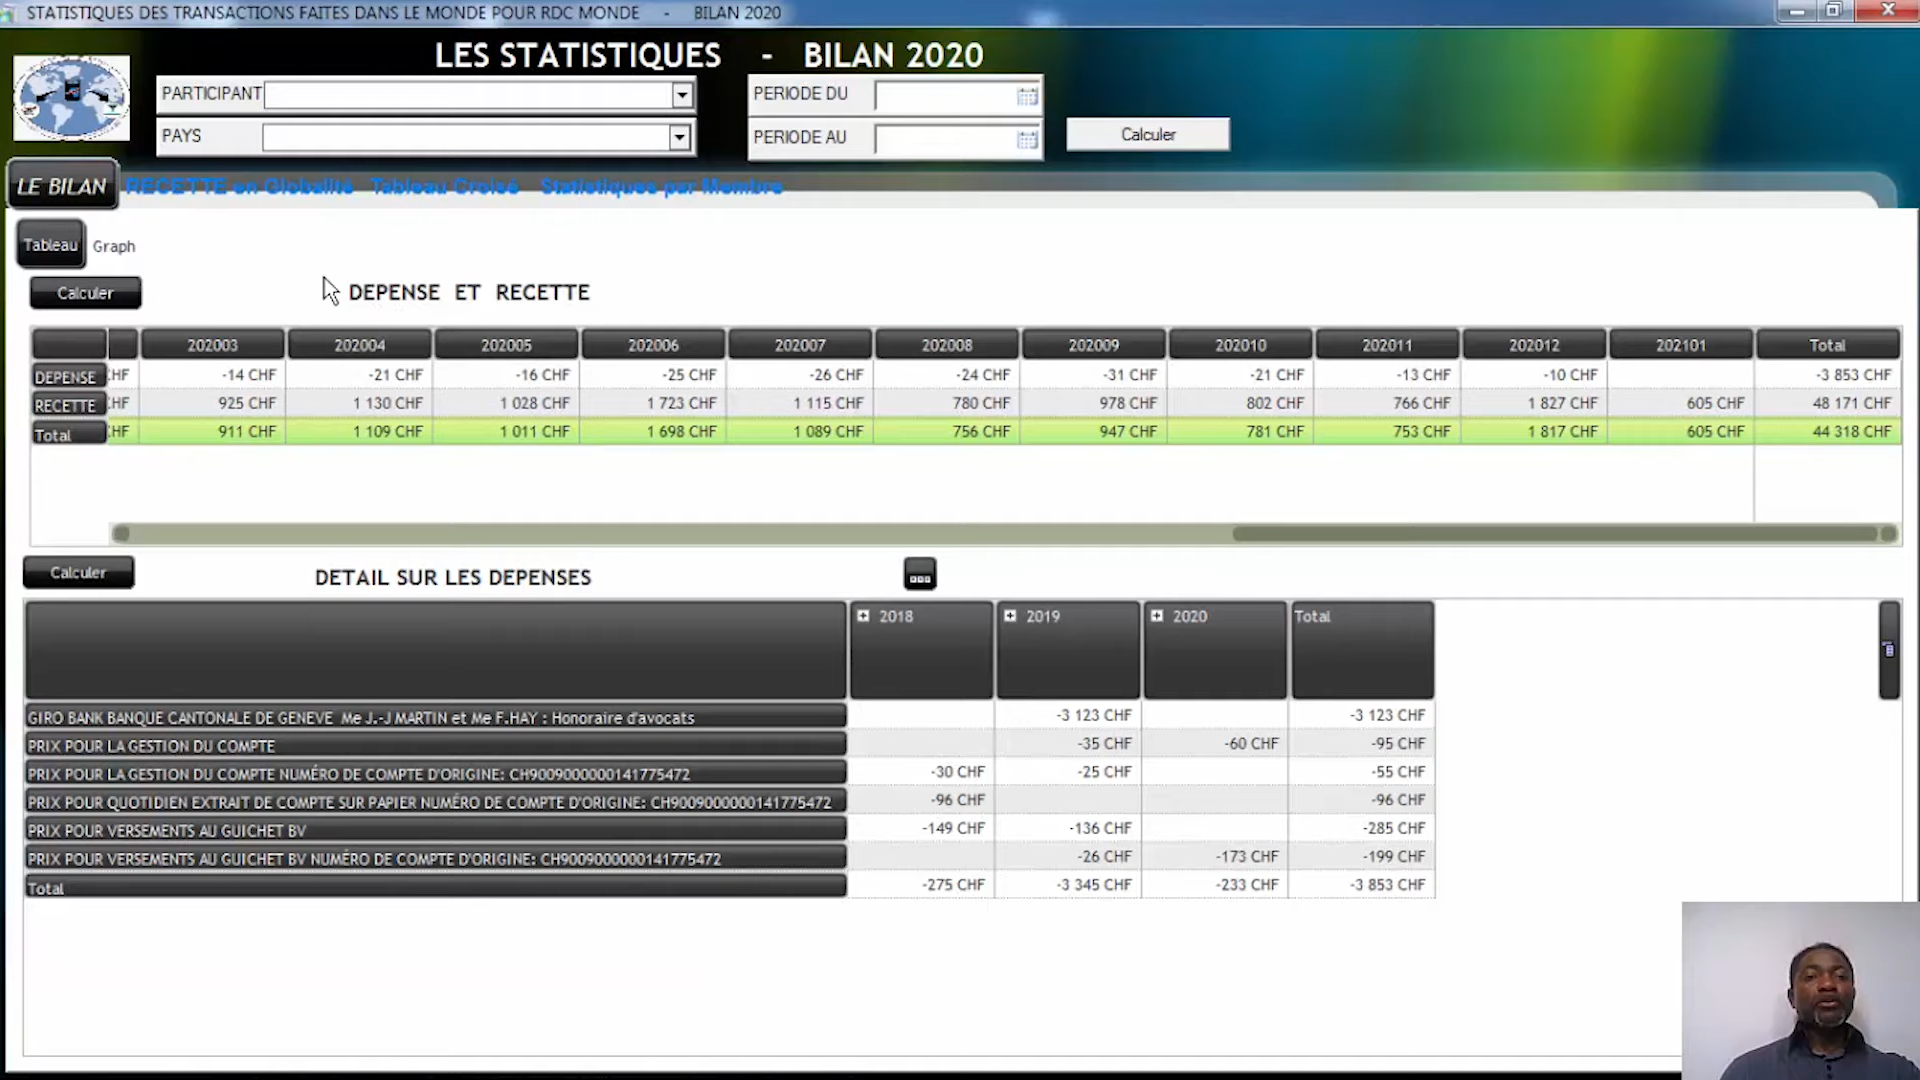 STATISTIQUES DES TRANSACTIONS FAITES DANS LE MONDE POUR RDC MONDE - BILAN 2020
LES STATISTIQUES - BILAN 2020
PARTICIPANT
PERIODE DU
PAYS
PERIODE AU
Calculer
LE BILAN RECETTE en Globalité Tableau Croisé Statistiques par Membre
Tableau Graph
Calculer
DEPENSE ET RECETTE
202003 202004 202005 202006 202007 202008 202009 202010 202011 202012 202101 Total
DEPENSE HF -14 CHF -21 CHF -16 CHF -25 CHF -26 CHF -24 CHF -31 CHF -21 CHF -13 CHF -10 CHF -3 853 CHF
RECETTE HF 925 CHF 1 130 CHF 1 028 CHF 1 723 CHF 1 115 CHF 780 CHF 978 CHF 802 CHF 766 CHF 1 827 CHF 605 CHF 48 171 CHF
Total HF 911 CHF 1 109 CHF 1 011 CHF 1 698 CHF 1 089 CHF 756 CHF 947 CHF 781 CHF 753 CHF 1 817 CHF 605 CHF 44 318 CHF
Calculer
DETAIL SUR LES DEPENSES
2018 2019 2020 Total
GIRO BANK BANQUE CANTONALE DE GENEVE Me J.-J MARTIN et Me F.HAY : Honoraire d'avocats -3 123 CHF -3 123 CHF
PRIX POUR LA GESTION DU COMPTE -35 CHF -60 CHF -95 CHF
PRIX POUR LA GESTION DU COMPTE NUMÉRO DE COMPTE D'ORIGINE: CH9009000000141775472 -30 CHF -25 CHF -55 CHF
PRIX POUR QUOTIDIEN EXTRAIT DE COMPTE SUR PAPIER NUMÉRO DE COMPTE D'ORIGINE: CH9009000000141775472 -96 CHF -96 CHF
PRIX POUR VERSEMENTS AU GUICHET BV -149 CHF -136 CHF -285 CHF
PRIX POUR VERSEMENTS AU GUICHET BV NUMÉRO DE COMPTE D'ORIGINE: CH9009000000141775472 -26 CHF -173 CHF -199 CHF
Total -275 CHF -3 345 CHF -233 CHF -3 853 CHF